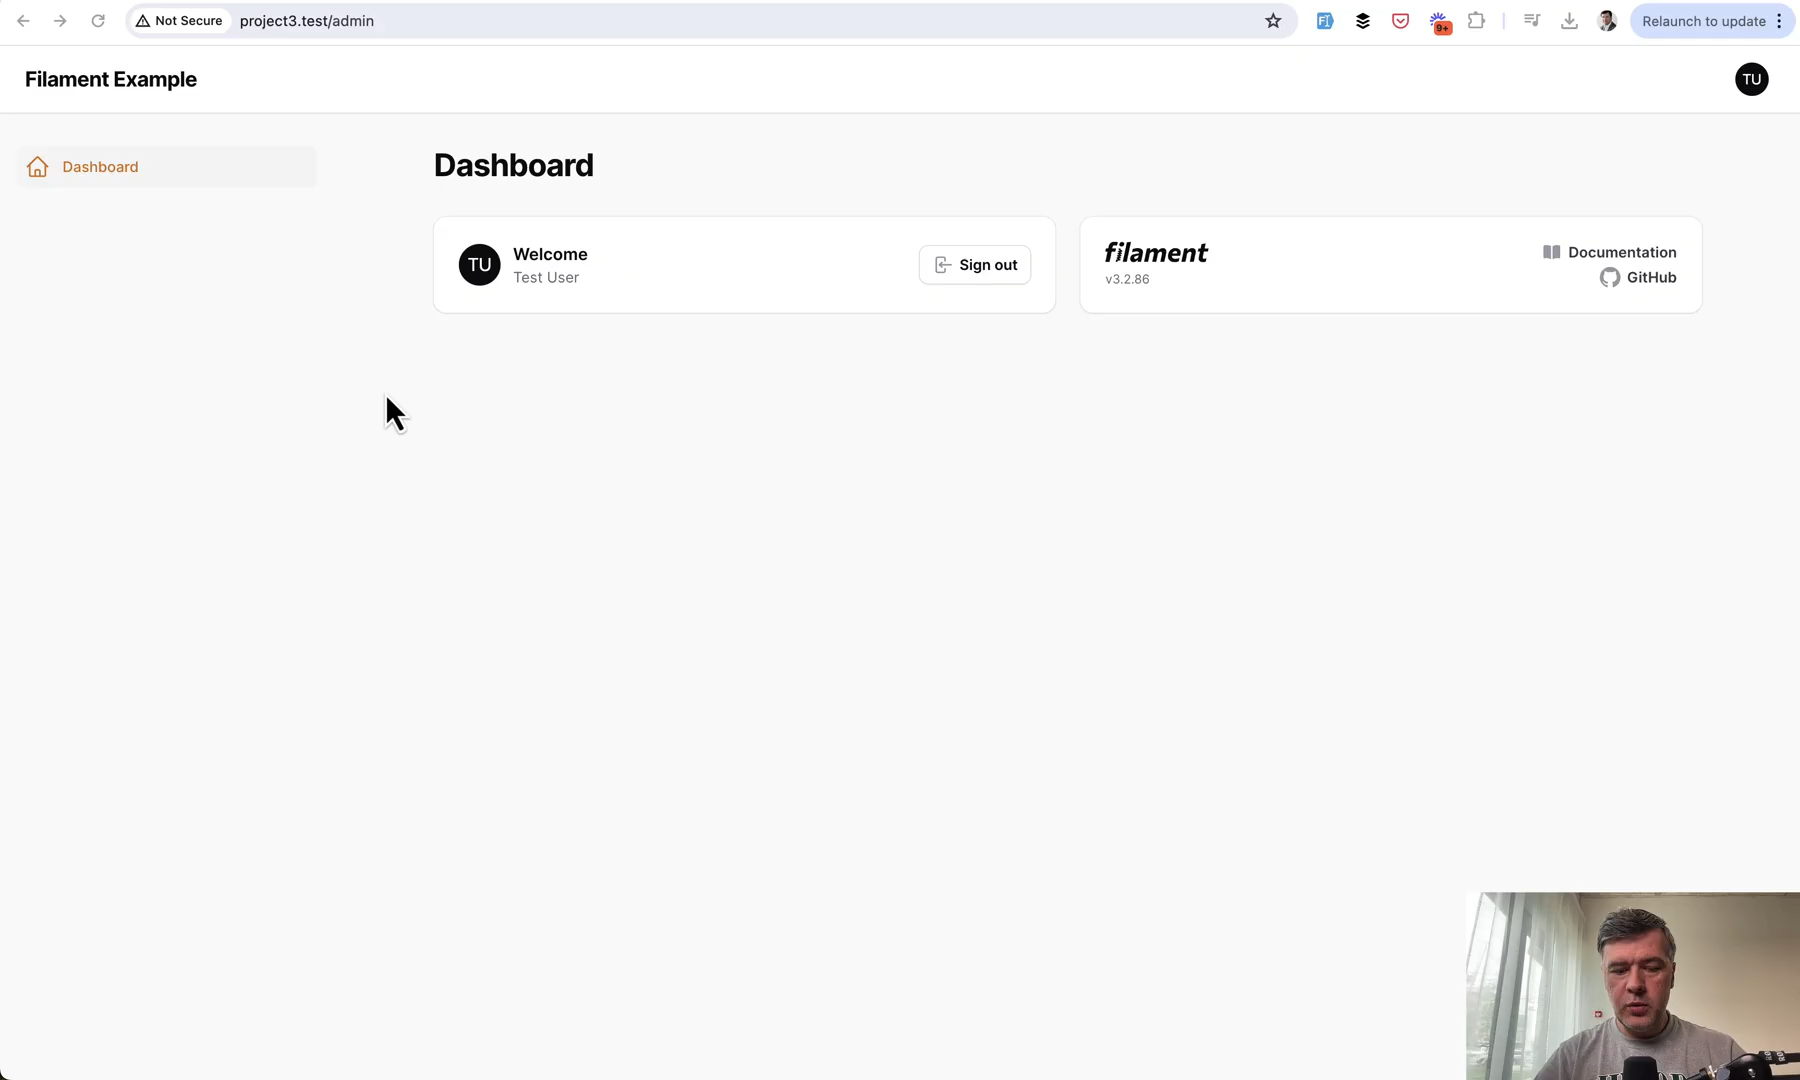 Not Secure
project3.test/admin
9+
Relaunch to update
Filament Example
TU
Dashboard
Dashboard
TU
Welcome
Test User
Sign out
filament
v3.2.86
Documentation
GitHub